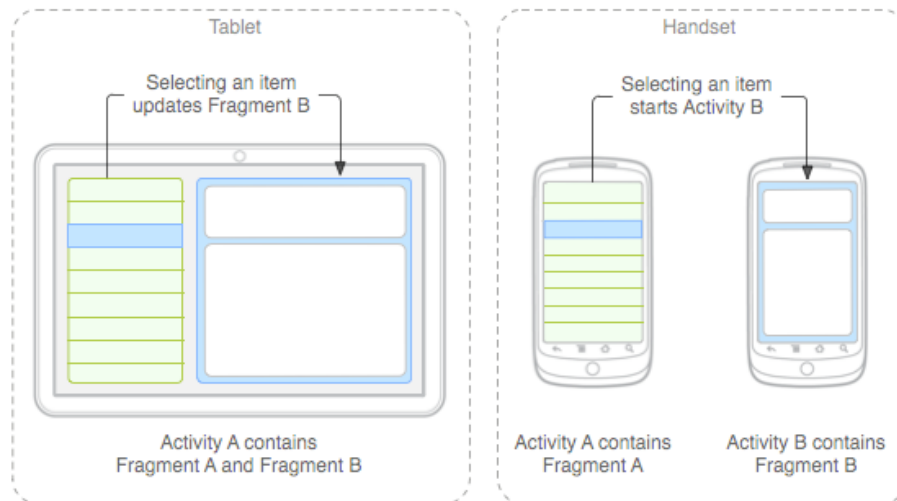 Tablet
Selecting an item
updates Fragment B
Activity A contains
Fragment A and Fragment B
Handset
Selecting an item
starts Activity B
Activity A contains
Fragment A
Activity B contains
Fragment B